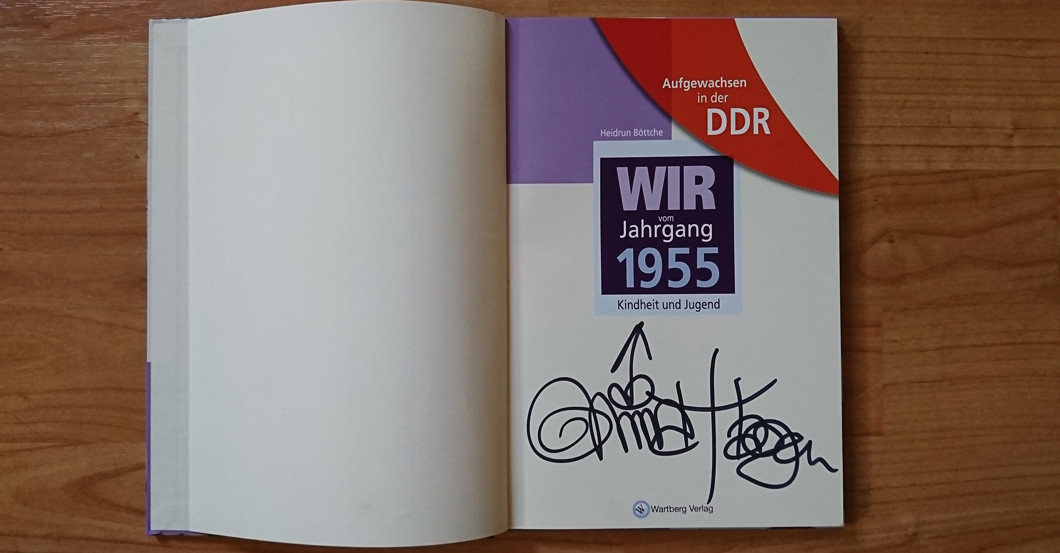 Aufgewachsen
in der
DDR
Heidrun Böttche
WIR
vom
Jahrgang
1955
Kindheit und Jugend
Wartberg Verlag